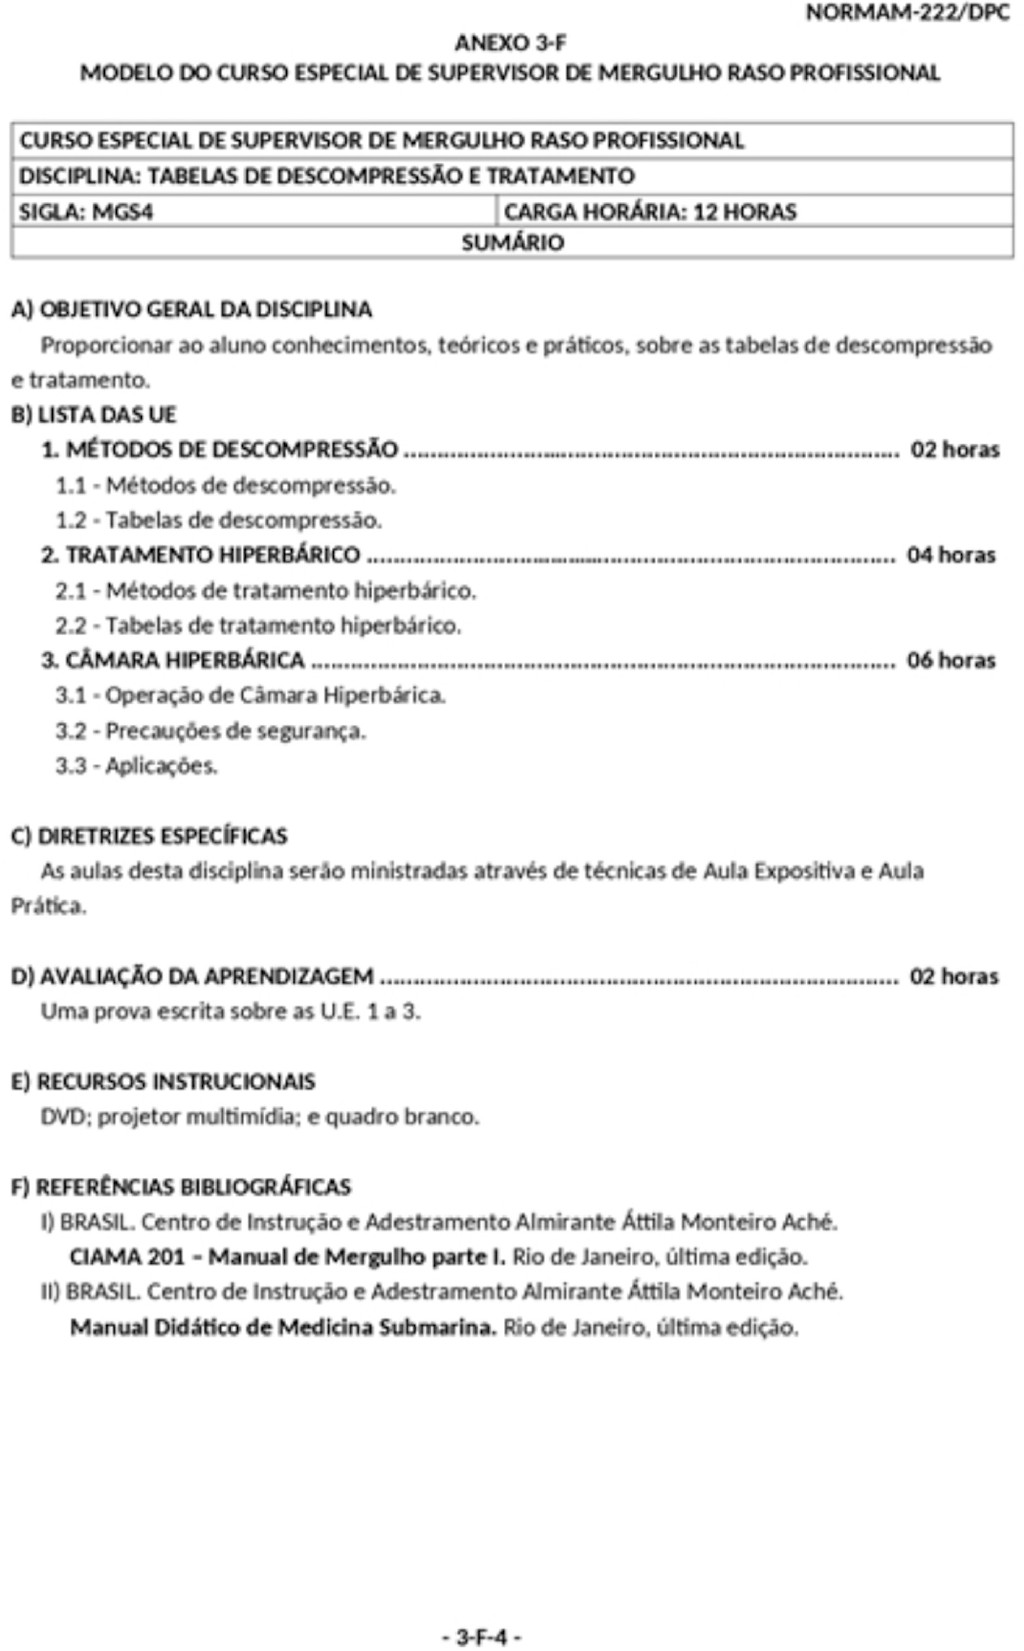 NORMAM-222/DPC
ANEXO 3-F
MODELO DO CURSO ESPECIAL DE SUPERVISOR DE MERGULHO RASO PROFISSIONAL
CURSO ESPECIAL DE SUPERVISOR DE MERGULHO RASO PROFISSIONAL
DISCIPLINA: TABELAS DE DESCOMPRESSÃO E TRATAMENTO
SIGLA: MGS4 CARGA HORÁRIA: 12 HORAS
SUMÁRIO
A) OBJETIVO GERAL DA DISCIPLINA
Proporcionar ao aluno conhecimentos, teóricos e práticos, sobre as tabelas de descompressão
e tratamento.
B) LISTA DAS UE
1. MÉTODOS DE DESCOMPRESSÃO ........................................................................... 02 horas
1.1 - Métodos de descompressão.
1.2 - Tabelas de descompressão.
2. TRATAMENTO HIPERBÁRICO ................................................................................ 04 horas
2.1 - Métodos de tratamento hiperbárico.
2.2 - Tabelas de tratamento hiperbárico.
3. CÂMARA HIPERBÁRICA ........................................................................................ 06 horas
3.1 - Operação de Câmara Hiperbárica.
3.2 - Precauções de segurança.
3.3 - Aplicações.
C) DIRETRIZES ESPECÍFICAS
As aulas desta disciplina serão ministradas através de técnicas de Aula Expositiva e Aula
Prática.
D) AVALIAÇÃO DA APRENDIZAGEM .............................................................................. 02 horas
Uma prova escrita sobre as U.E. 1 a 3.
E) RECURSOS INSTRUCIONAIS
DVD; projetor multimídia; e quadro branco.
F) REFERÊNCIAS BIBLIOGRÁFICAS
I) BRASIL. Centro de Instrução e Adestramento Almirante Áttila Monteiro Aché.
CIAMA 201 – Manual de Mergulho parte I. Rio de Janeiro, última edição.
II) BRASIL. Centro de Instrução e Adestramento Almirante Áttila Monteiro Aché.
Manual Didático de Medicina Submarina. Rio de Janeiro, última edição.
- 3-F-4 -